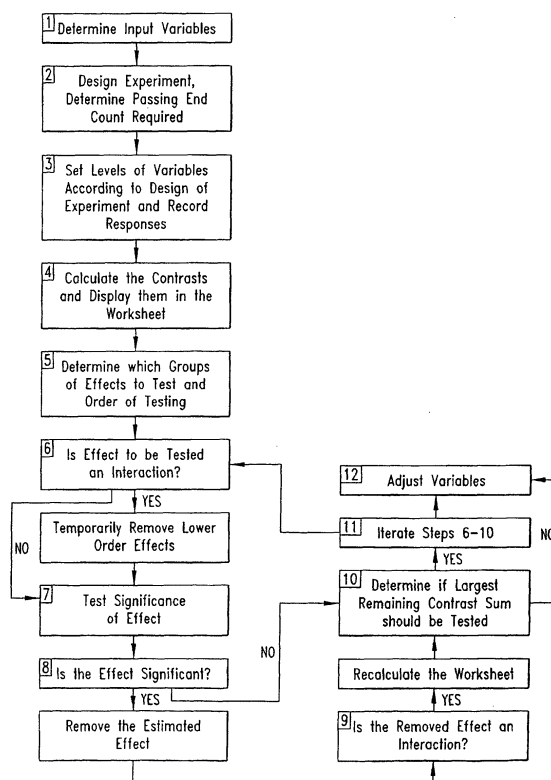 1
Determine Input Variables
2
Design Experiment,
Determine Passing End
Count Required
3
Set Levels of Variables
According to Design of
Experiment and Record
Responses
4
Calculate the Contrasts
and Display them in the
Worksheet
5
Determine which Groups
of Effects to Test and
Order of Testing
6
Is Effect to be Tested
an Interaction?
YES
NO
Temporarily Remove Lower
Order Effects
7
Test Significance
of Effect
8
Is the Effect Significant?
NO
YES
Remove the Estimated
Effect
12
Adjust Variables
11
Iterate Steps 6-10
NO
YES
10
Determine if Largest
Remaining Contrast Sum
should be Tested
Recalculate the Worksheet
YES
9
Is the Removed Effect an
Interaction?